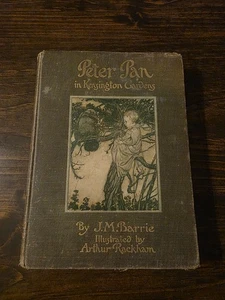 Peter Pan
in Kensington Gardens
By J.M. Barrie
Illustrated by
Arthur Rackham.